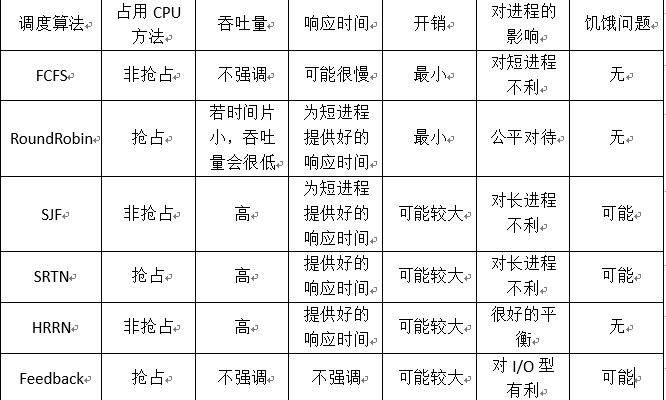 调度算法 占用 CPU 方法 吞吐量 响应时间 开销 对进程的影响 饥饿问题
FCFS 非抢占 不强调 可能很慢 最小 对短进程不利 无
RoundRobin 抢占 若时间片小，吞吐量会很低 为短进程提供好的响应时间 最小 公平对待 无
SJF 非抢占 高 为短进程提供好的响应时间 可能较大 对长进程不利 可能
SRTN 抢占 高 提供好的响应时间 可能较大 对长进程不利 可能
HRRN 非抢占 高 提供好的响应时间 可能较大 很好的平衡 无
Feedback 抢占 不强调 不强调 可能较大 对 I/O 型有利 可能